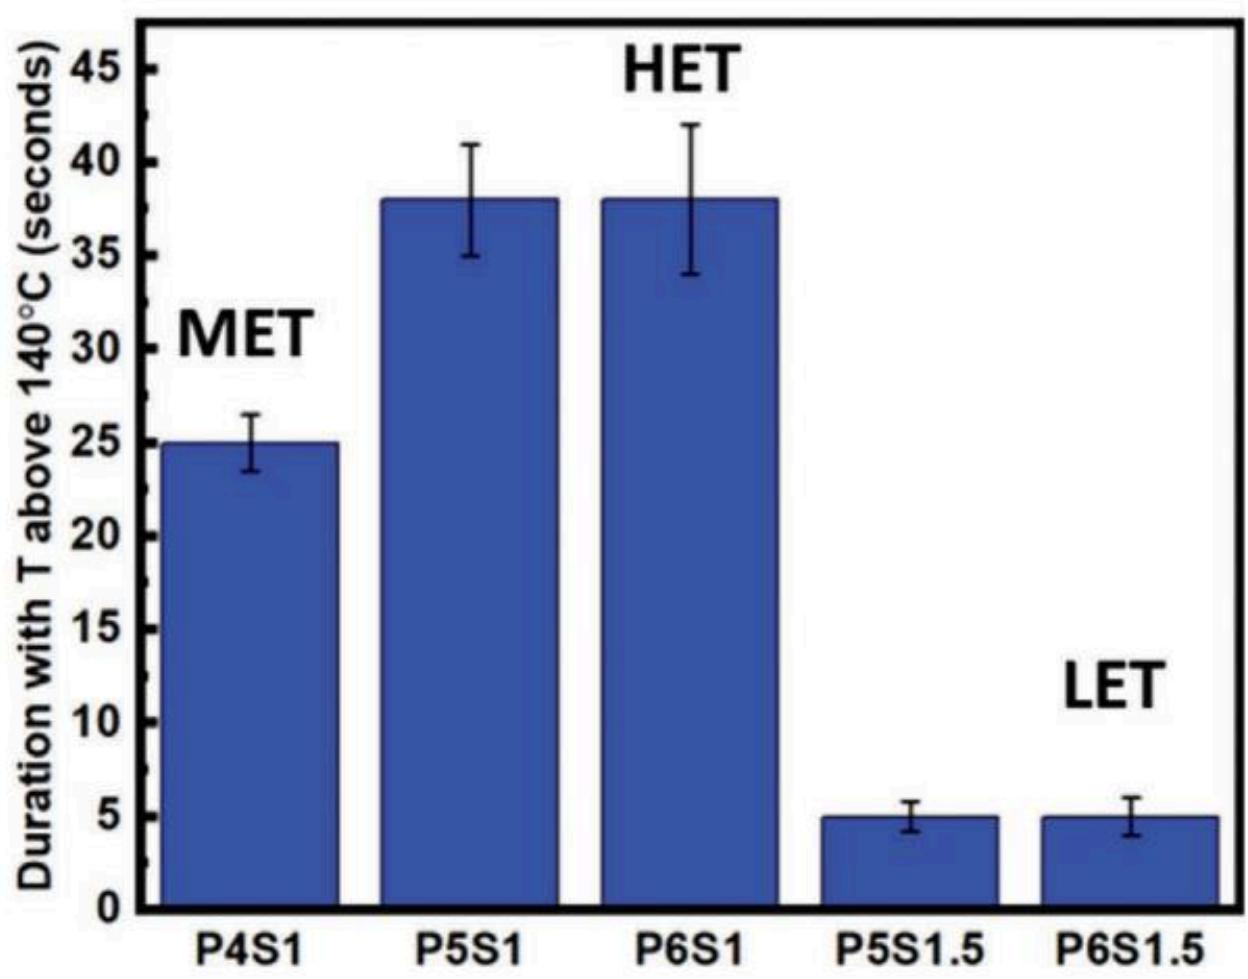 Duration with T above 140°C (seconds)
45
40
35
30
25
20
15
10
5
0
MET
HET
LET
P4S1
P5S1
P6S1
P5S1.5
P6S1.5